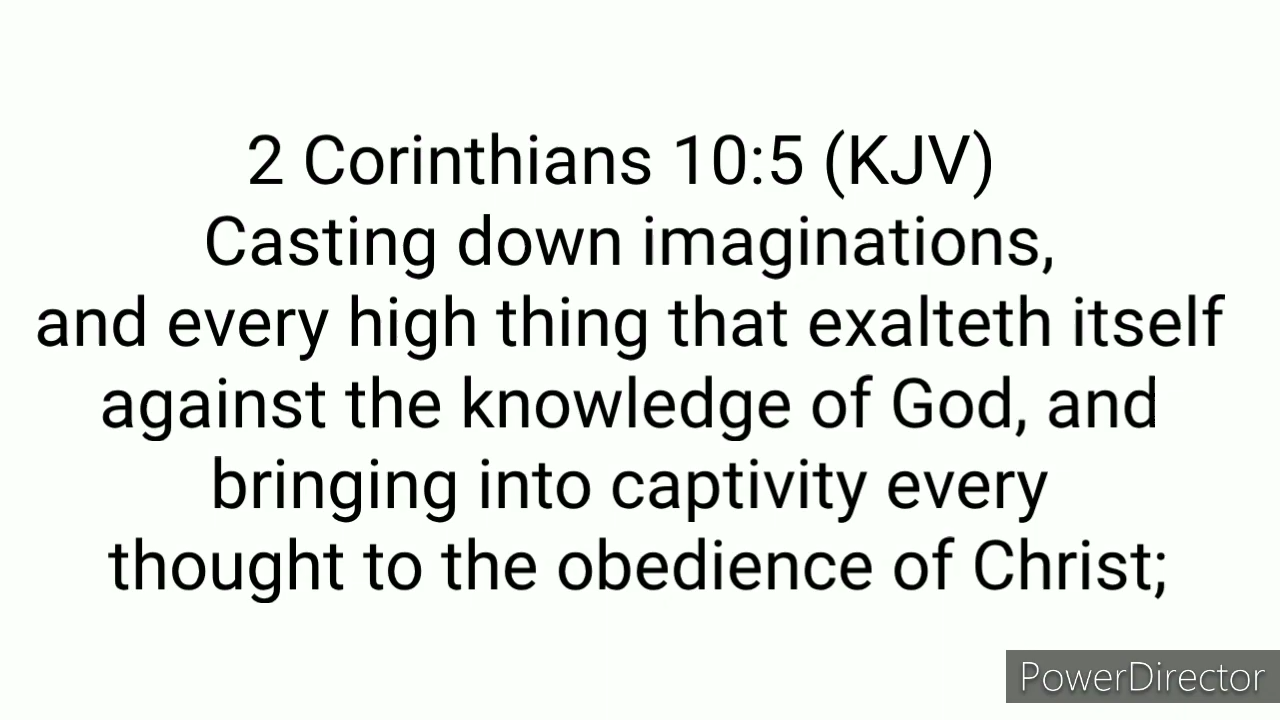 2 Corinthians 10:5 (KJV)
Casting down imaginations,
and every high thing that exalteth itself
against the knowledge of God, and
bringing into captivity every
thought to the obedience of Christ;
PowerDirector